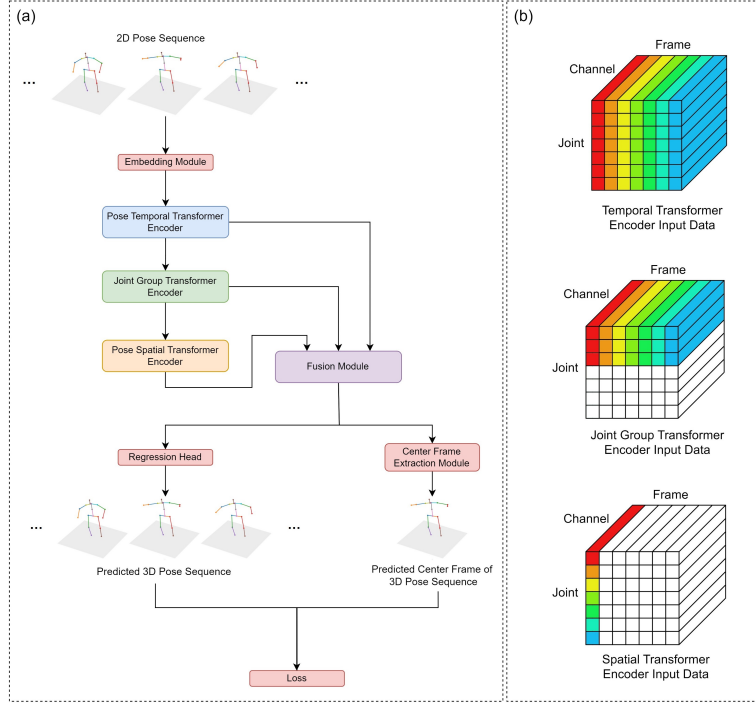 (a)
2D Pose Sequence
...
...
Embedding Module
Pose Temporal Transformer
Encoder
Joint Group Transformer
Encoder
Pose Spatial Transformer
Encoder
Fusion Module
Regression Head
Center Frame
Extraction Module
...
...
Predicted 3D Pose Sequence
Predicted Center Frame of
3D Pose Sequence
Loss
(b)
Frame
Channel
Joint
Temporal Transformer
Encoder Input Data
Frame
Channel
Joint
Joint Group Transformer
Encoder Input Data
Frame
Channel
Joint
Spatial Transformer
Encoder Input Data